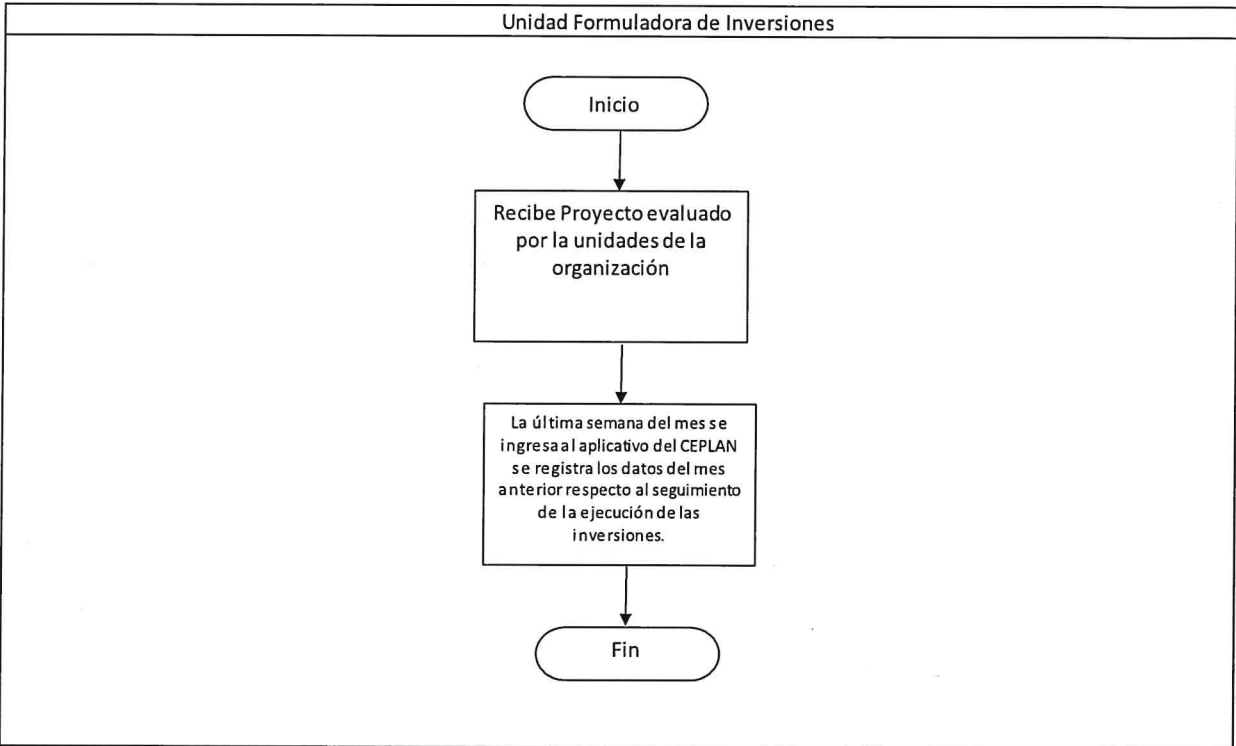 Unidad Formuladora de Inversiones
Inicio
Recibe Proyecto evaluado
por la unidades de la
organización
La última semana del mes se
ingresa al aplicativo del CEPLAN
se registra los datos del mes
anterior respecto al seguimiento
de la ejecución de las
inversiones.
Fin